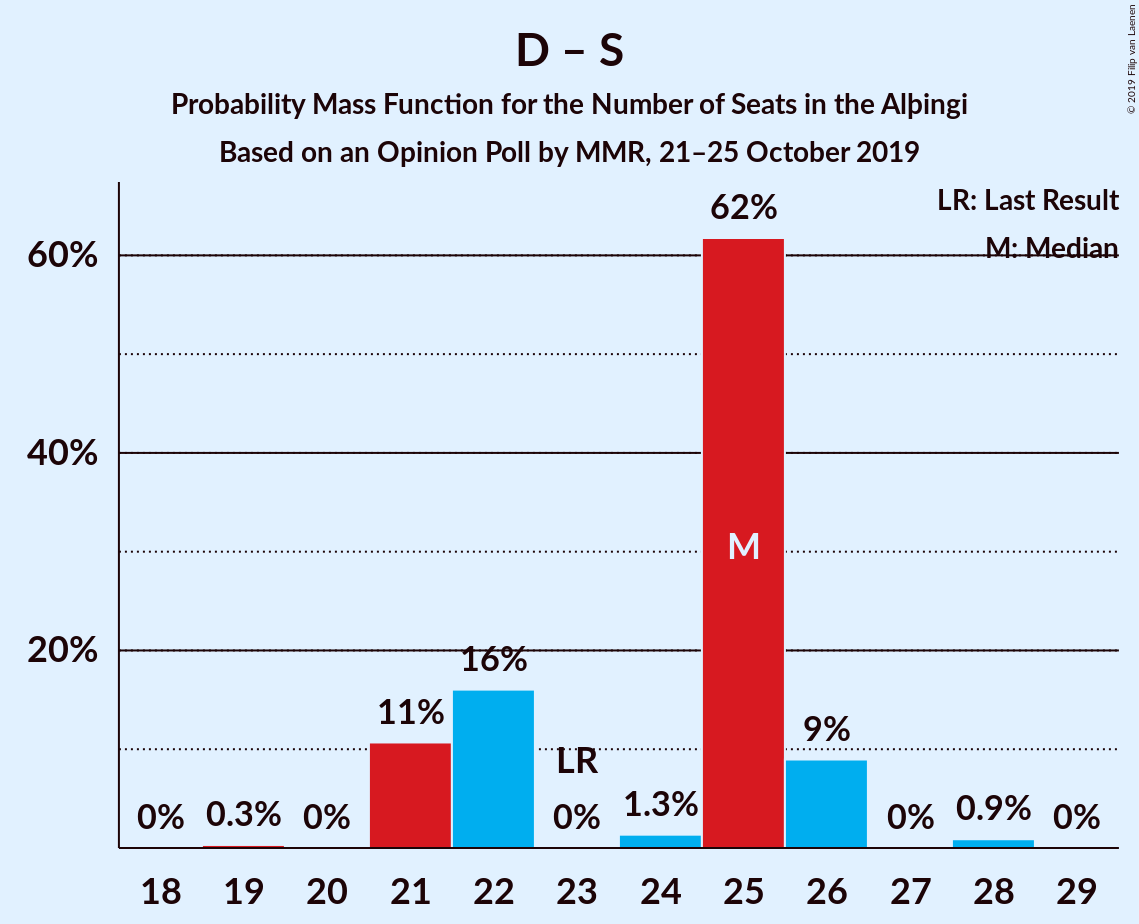 D – S
Probability Mass Function for the Number of Seats in the Alþingi
Based on an Opinion Poll by MMR, 21–25 October 2019
© 2019 Filip van Laenen
LR: Last Result
M: Median
60%
40%
20%
0%
0.3%
0%
11%
16%
LR
0%
1.3%
62%
M
9%
0%
0.9%
0%
18 19 20 21 22 23 24 25 26 27 28 29